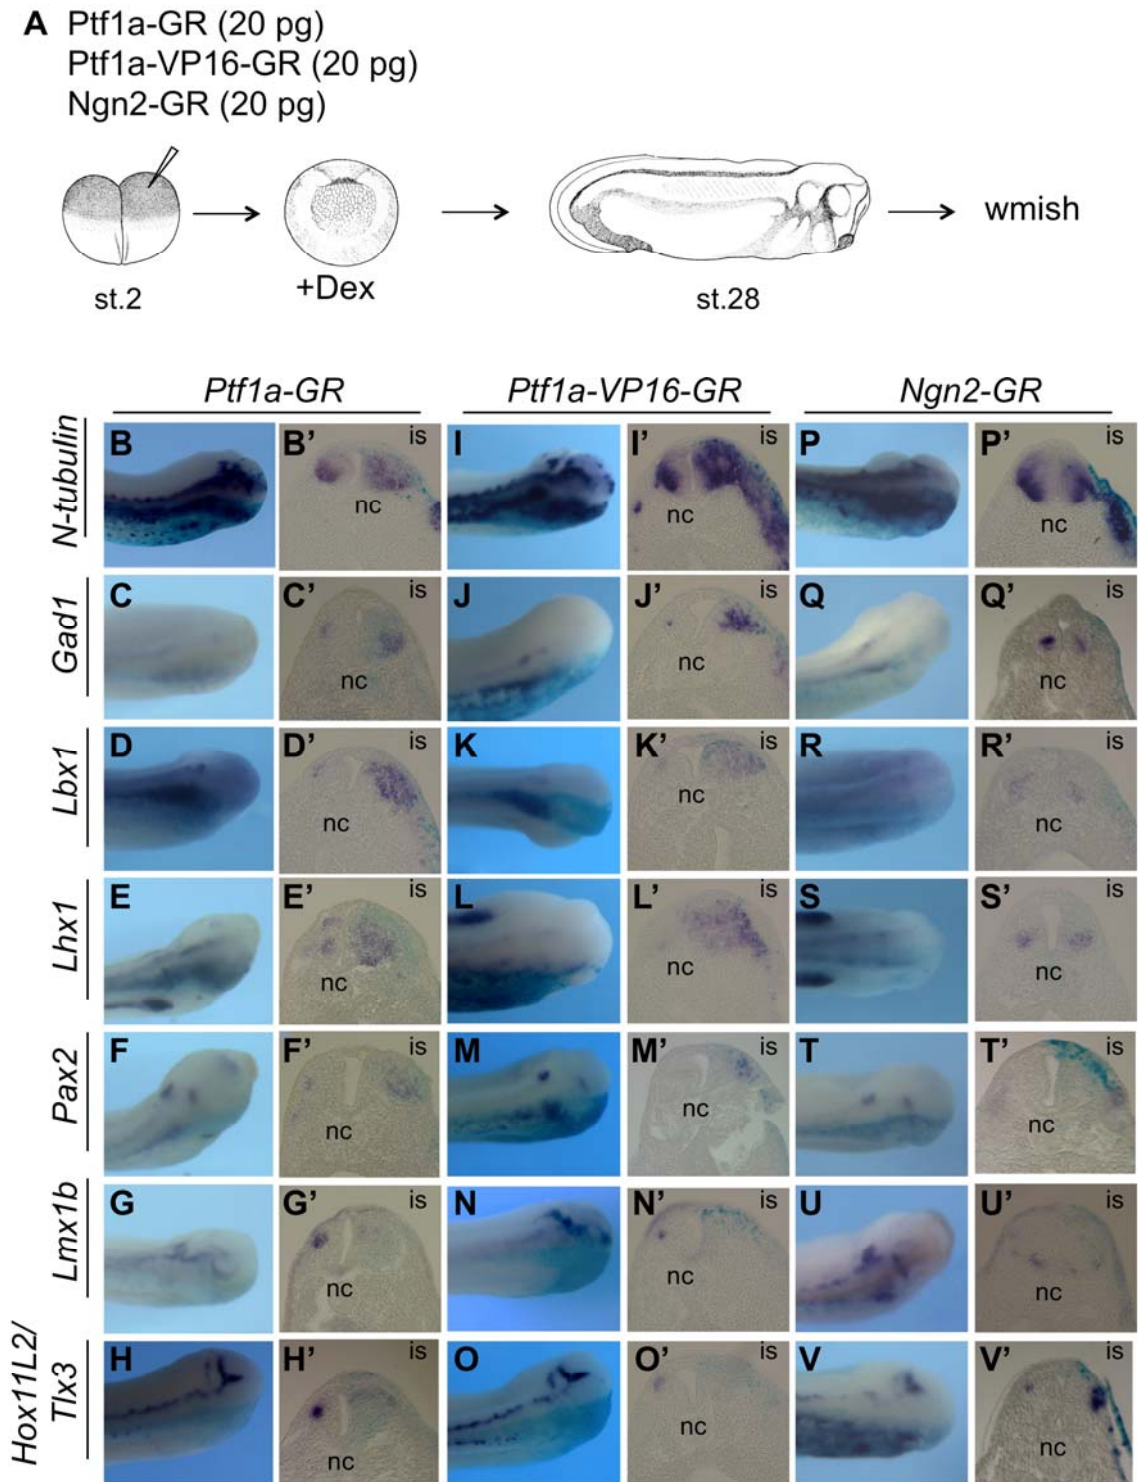 A Ptf1a-GR (20 pg)
Ptf1a-VP16-GR (20 pg)
Ngn2-GR (20 pg)
st.2
+Dex
st.28
wmish
Ptf1a-GR
Ptf1a-VP16-GR
Ngn2-GR
N-tubulin
B
B’ is
nc
I
I’ is
nc
P
P’ is
nc
Gad1
C
C’ is
nc
J
J’ is
nc
Q
Q’ is
nc
Lbx1
D
D’ is
nc
K
K’ is
nc
R
R’ is
nc
Lhx1
E
E’ is
nc
L
L’ is
nc
S
S’ is
nc
Pax2
F
F’ is
nc
M
M’ is
nc
T
T’ is
nc
Lmx1b
G
G’ is
nc
N
N’ is
nc
U
U’ is
nc
Hox11L2/
Tlx3
H
H’ is
nc
O
O’ is
nc
V
V’ is
nc